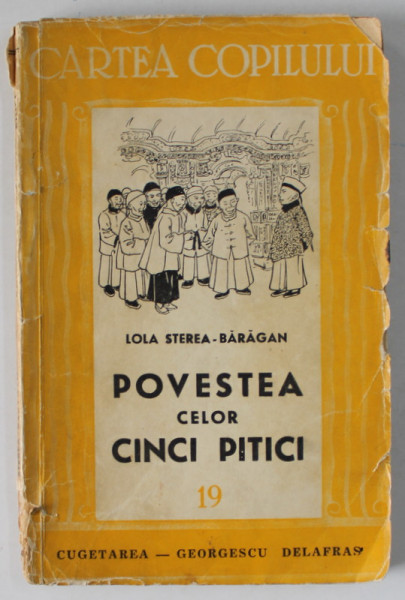 CARTEA COPILULUI
LOLA STEREA-BĂRĂGAN
POVESTEA
CELOR
CINCI PITICI
19
CUGETAREA — GEORGESCU DELAFRAS